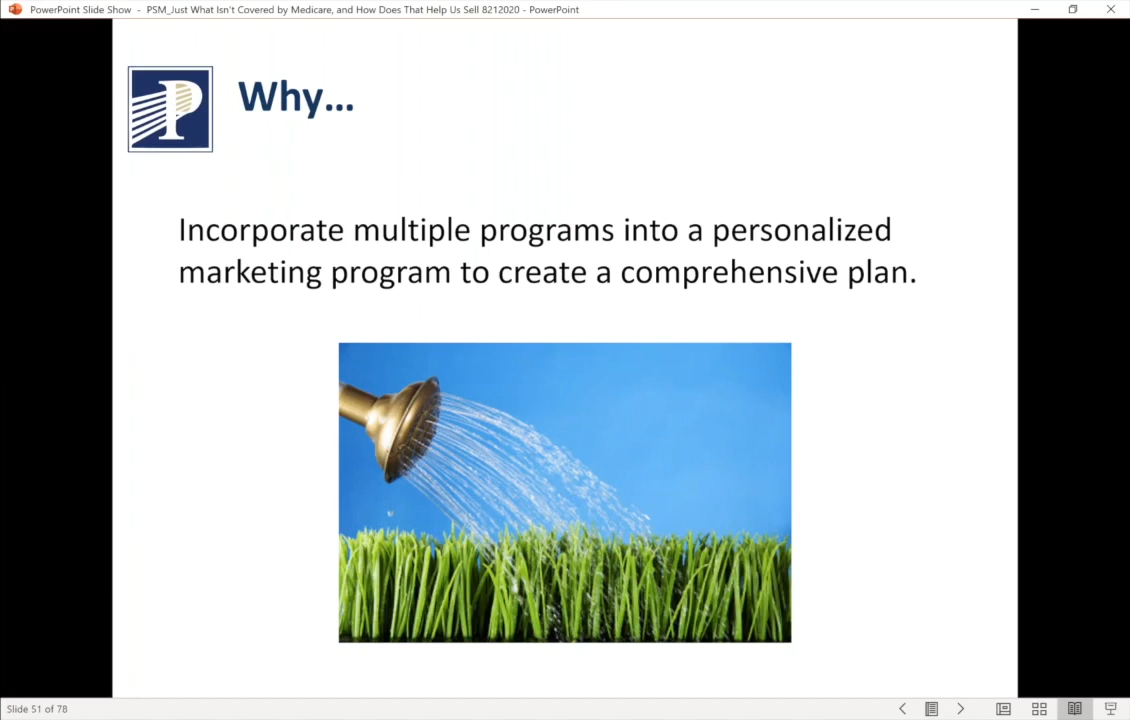 PowerPoint Slide Show - PSM_Just What Isn't Covered by Medicare, and How Does That Help Us Sell 8212020 - PowerPoint
P
Why...
Incorporate multiple programs into a personalized
marketing program to create a comprehensive plan.
Slide 51 of 78